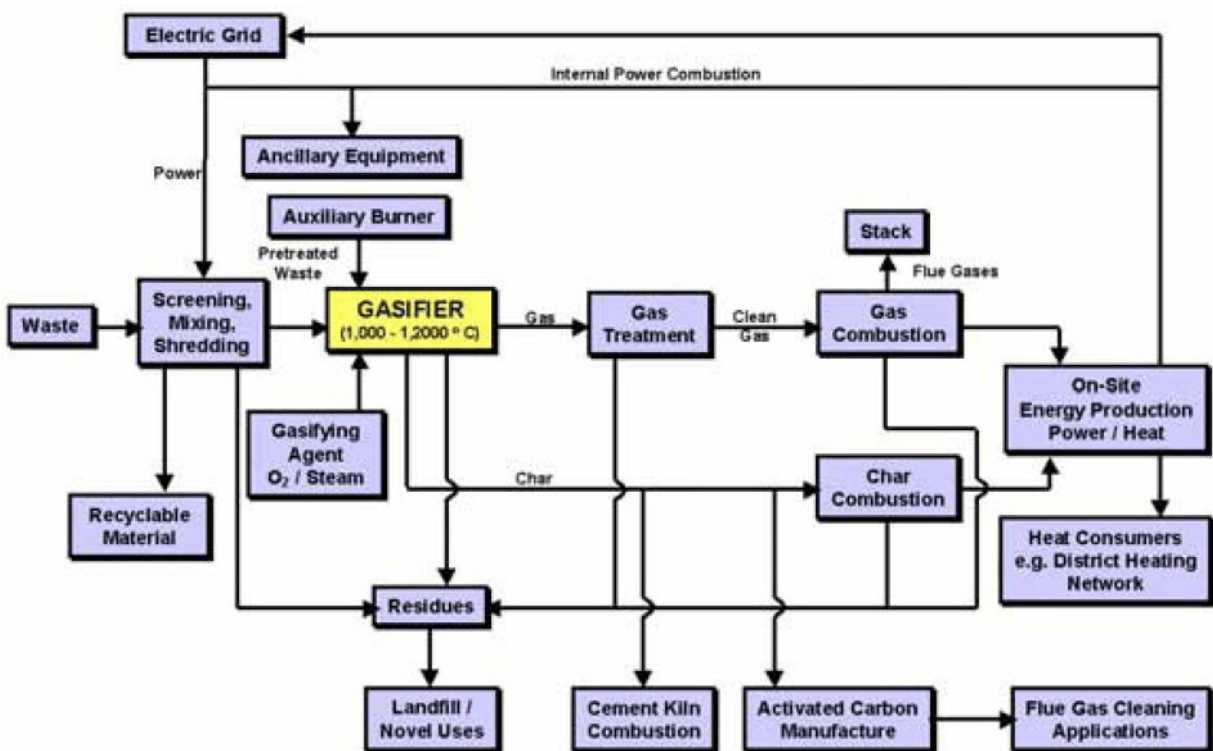 Electric Grid
Internal Power Combustion
Ancillary Equipment
Power
Auxiliary Burner
Stack
Pretreated
Waste
Flue Gases
Waste
Screening,
Mixing,
Shredding
GASIFIER
(1,000 - 1,2000 º C)
Gas
Gas
Treatment
Clean
Gas
Gas
Combustion
On-Site
Energy Production
Power / Heat
Gasifying
Agent
O₂ / Steam
Char
Char
Combustion
Recyclable
Material
Heat Consumers
e.g. District Heating
Network
Residues
Landfill /
Novel Uses
Cement Kiln
Combustion
Activated Carbon
Manufacture
Flue Gas Cleaning
Applications